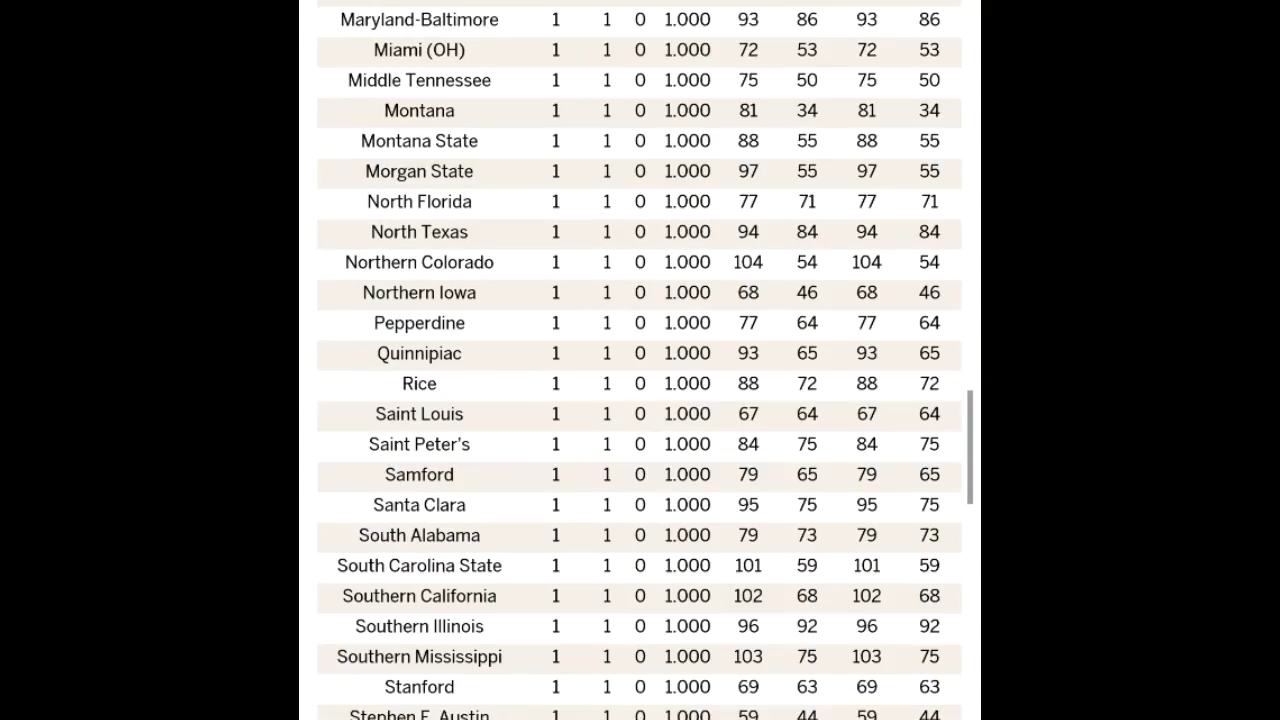 Maryland-Baltimore 1 1 0 1.000 93 86 93 86
Miami (OH) 1 1 0 1.000 72 53 72 53
Middle Tennessee 1 1 0 1.000 75 50 75 50
Montana 1 1 0 1.000 81 34 81 34
Montana State 1 1 0 1.000 88 55 88 55
Morgan State 1 1 0 1.000 97 55 97 55
North Florida 1 1 0 1.000 77 71 77 71
North Texas 1 1 0 1.000 94 84 94 84
Northern Colorado 1 1 0 1.000 104 54 104 54
Northern Iowa 1 1 0 1.000 68 46 68 46
Pepperdine 1 1 0 1.000 77 64 77 64
Quinnipiac 1 1 0 1.000 93 65 93 65
Rice 1 1 0 1.000 88 72 88 72
Saint Louis 1 1 0 1.000 67 64 67 64
Saint Peter's 1 1 0 1.000 84 75 84 75
Samford 1 1 0 1.000 79 65 79 65
Santa Clara 1 1 0 1.000 95 75 95 75
South Alabama 1 1 0 1.000 79 73 79 73
South Carolina State 1 1 0 1.000 101 59 101 59
Southern California 1 1 0 1.000 102 68 102 68
Southern Illinois 1 1 0 1.000 96 92 96 92
Southern Mississippi 1 1 0 1.000 103 75 103 75
Stanford 1 1 0 1.000 69 63 69 63
Stephen F. Austin 1 1 0 1.000 59 44 59 44